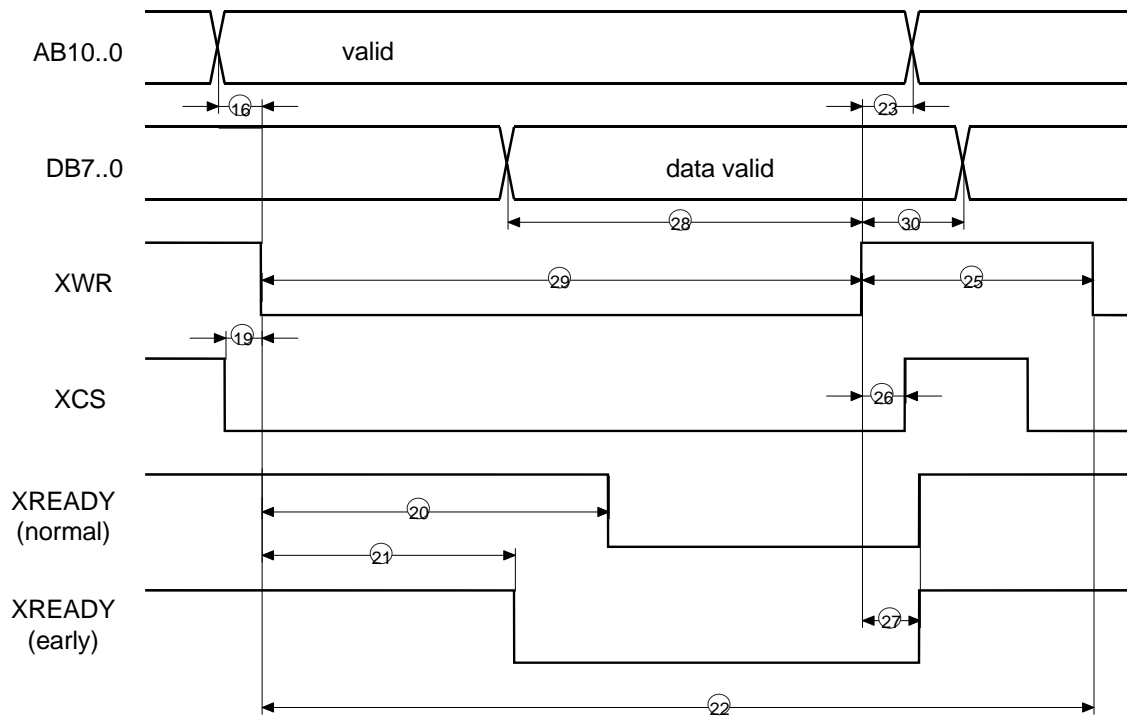 AB10..0
valid
16
23
DB7..0
data valid
28
30
XWR
29
25
19
XCS
26
XREADY
(normal)
20
21
XREADY
(early)
27
22